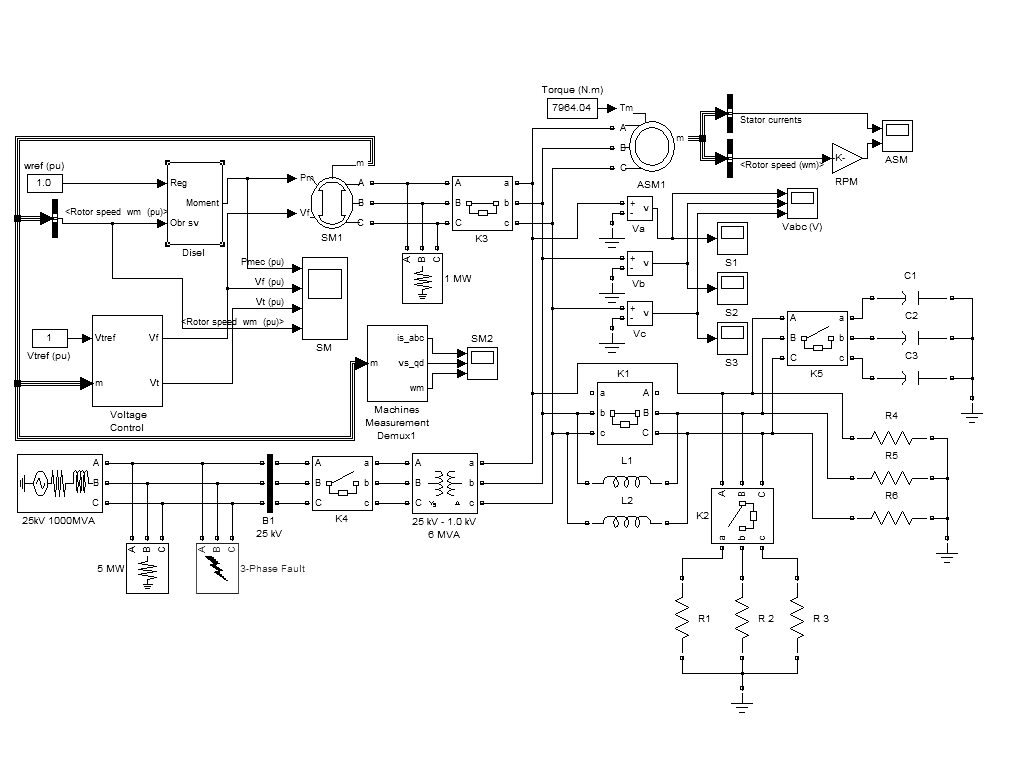 Torque (N.m)
7964.04
Tm
A
B
C
m
ASM1
Stator currents
<Rotor speed (wm)>
K-
RPM
ASM
wref (pu)
1.0
<Rotor speed wm (pu)>
Reg
Moment
Obr sv
Disel
m
Pm
Vf
A
B
C
SM1
A
B
C
a
b
c
K3
A
B
C
1 MW
Pmec (pu)
Vf (pu)
Vt (pu)
<Rotor speed wm (pu)>
SM
+
-
v
Va
+
-
v
Vb
+
-
v
Vc
Vabc (V)
S1
S2
S3
1
Vtref (pu)
Vtref
Vf
m
Vt
Voltage
Control
m
is_abc
vs_qd
wm
Machines
Measurement
Demux1
SM2
K1
a
b
c
A
B
C
L1
L2
A
B
C
a
b
c
K5
C1
C2
C3
R4
R5
R6
A
B
C
25kV 1000MVA
B1
25 kV
A
B
C
a
b
c
K4
A
B
C
a
b
c
25 kV - 1.0 kV
6 MVA
A
B
C
5 MW
A
B
C
3-Phase Fault
K2
A
B
C
a
b
c
R1
R 2
R 3